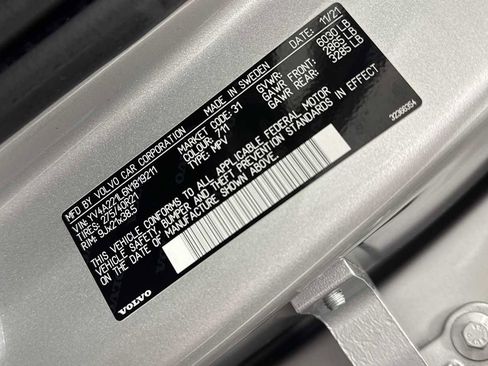 MFD BY: VOLVO CAR CORPORATION
MADE IN SWEDEN
DATE: 11/21
VIN: YV4A221L6N1819211
MARKET CODE: 31
GVWR: 6030 LB
TIRES: 275/40R21
COLOUR: 711
GAWR FRONT: 2865 LB
RIM: 9JX21X38.5
TYPE: MPV
GAWR REAR: 3285 LB
THIS VEHICLE CONFORMS TO ALL APPLICABLE FEDERAL MOTOR
VEHICLE SAFETY, BUMPER, AND THEFT PREVENTION STANDARDS IN EFFECT
ON THE DATE OF MANUFACTURE SHOWN ABOVE.
VOLVO
32366354